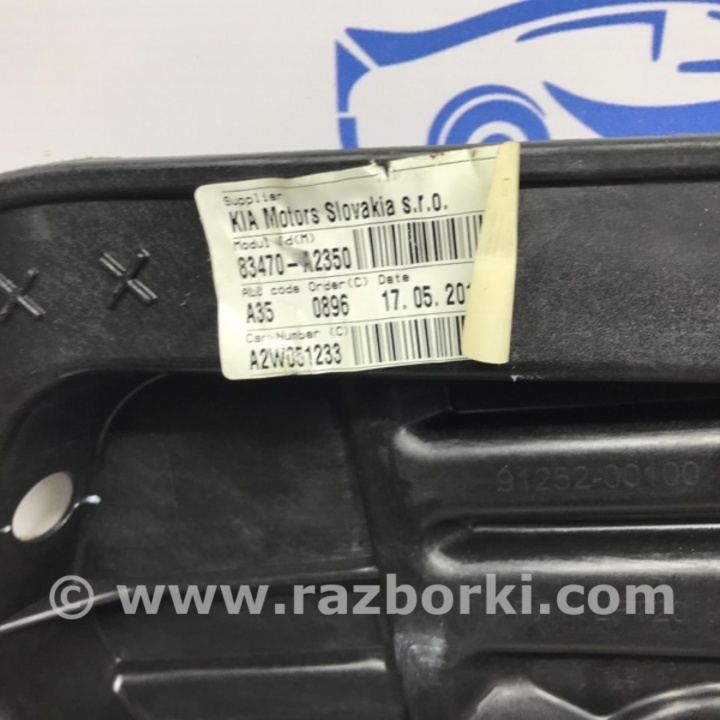 Supplier
KIA Motors Slovakia s.r.o.
Modul Id(M)
83470-A2350
ABB code Order(C) Date
A35 0896 17.05.201
Car-Number (C)
A2W051233
91252-00100
© www.razborki.com